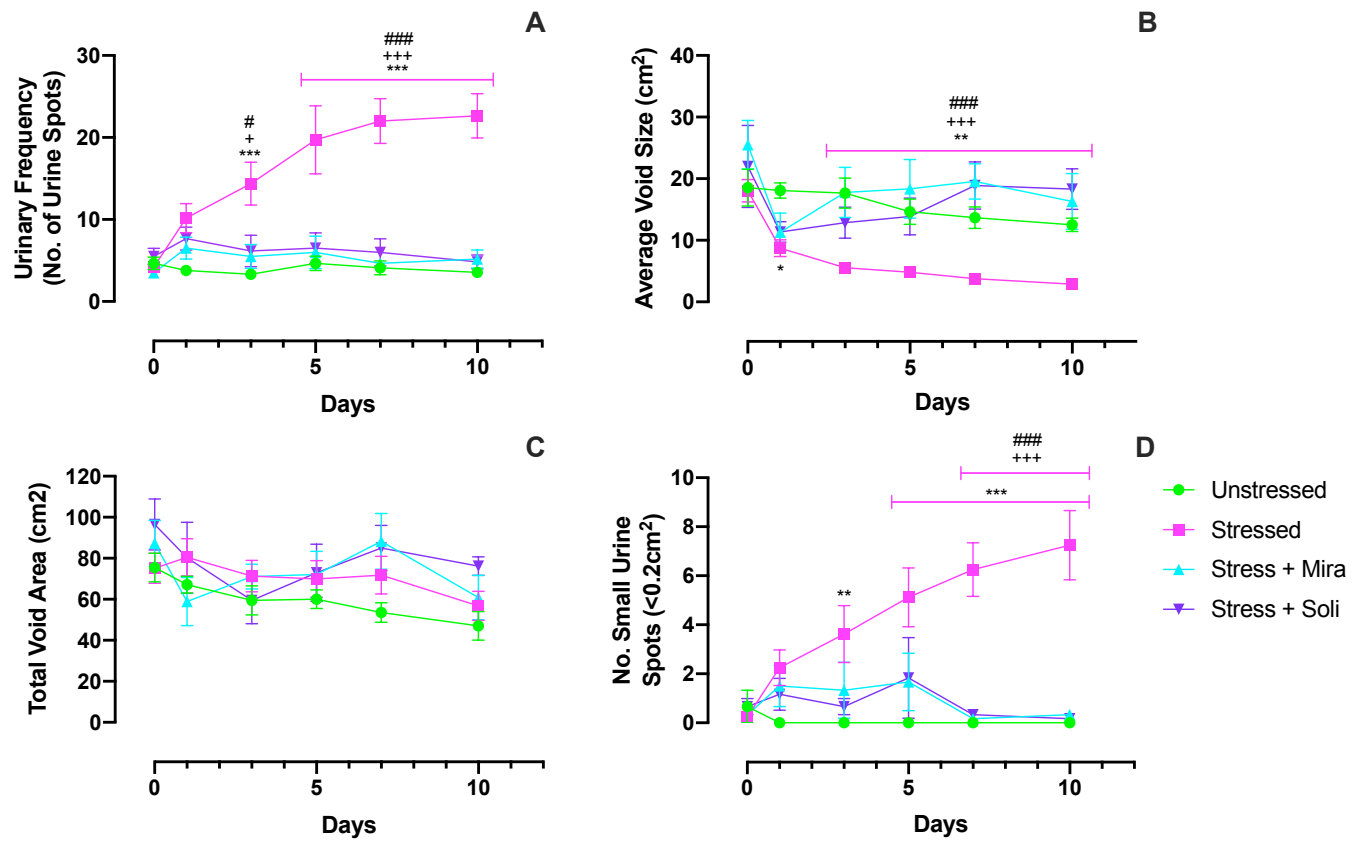 A
###
+++
***
#
+
***
30
20
10
0
Urinary Frequency
(No. of Urine Spots)
0 5 10
Days
B
###
+++
**
*
40
30
20
10
0
Average Void Size (cm²)
0 5 10
Days
C
120
100
80
60
40
20
0
Total Void Area (cm2)
0 5 10
Days
D
###
+++
***
**
10
8
6
4
2
0
No. Small Urine
Spots (<0.2cm²)
0 5 10
Days
Unstressed
Stressed
Stress + Mira
Stress + Soli